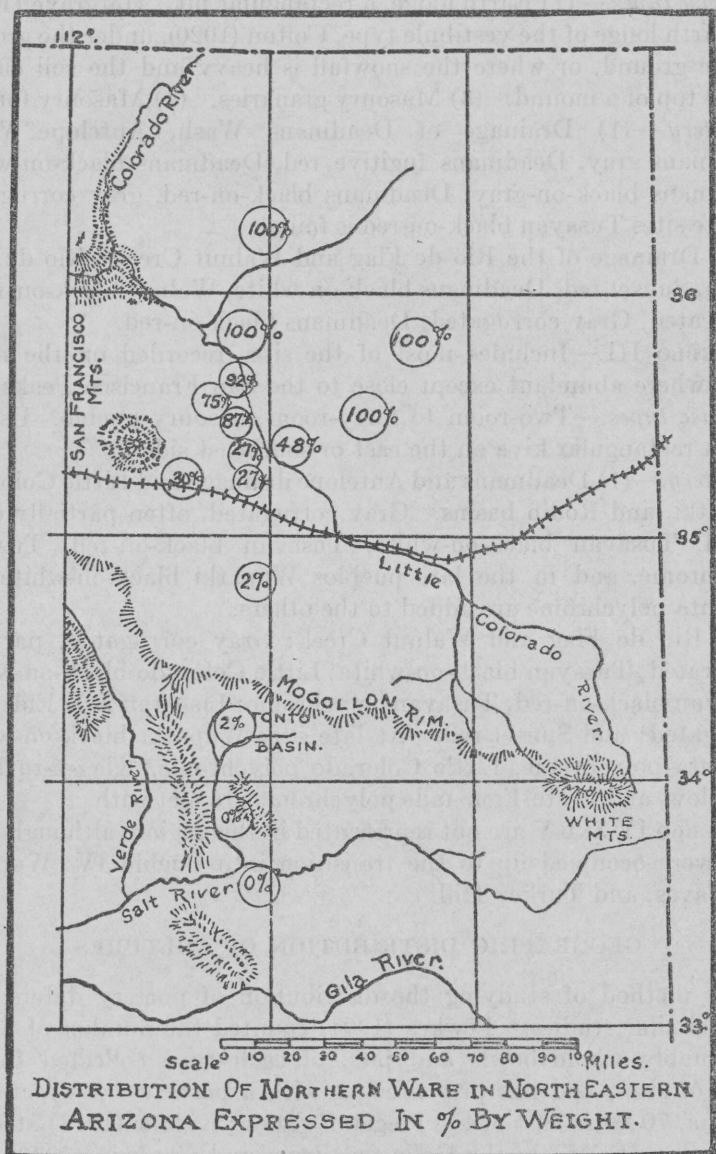 112°.
Colorado River
100%
36
SAN FRANCISCO
MTS.
100%
100%
92%
75%
87%
100%
27%
48%
20%
27%
35°
Little
2%
Colorado
River
MOGOLLON RIM.
2%
TONTO
BASIN.
34°
0%
WHITE
MTS.
Verde River
0%
Salt River
Gila River.
33°
Scale 0 10 20 30 40 50 60 70 80 90 100 Miles.
DISTRIBUTION OF NORTHERN WARE IN NORTH EASTERN
ARIZONA EXPRESSED IN % BY WEIGHT.